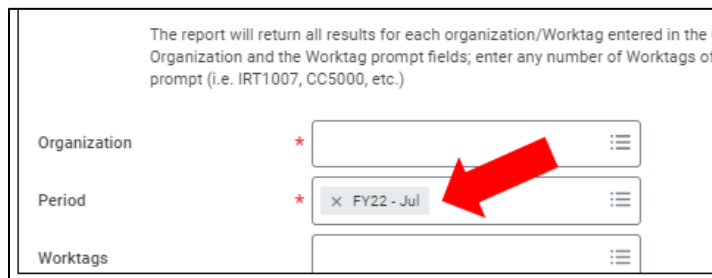 The report will return all results for each organization/Worktag entered in the
Organization and the Worktag prompt fields; enter any number of Worktags of
prompt (i.e. IRT1007, CC5000, etc.)
Organization *
Period * × FY22 - Jul
Worktags